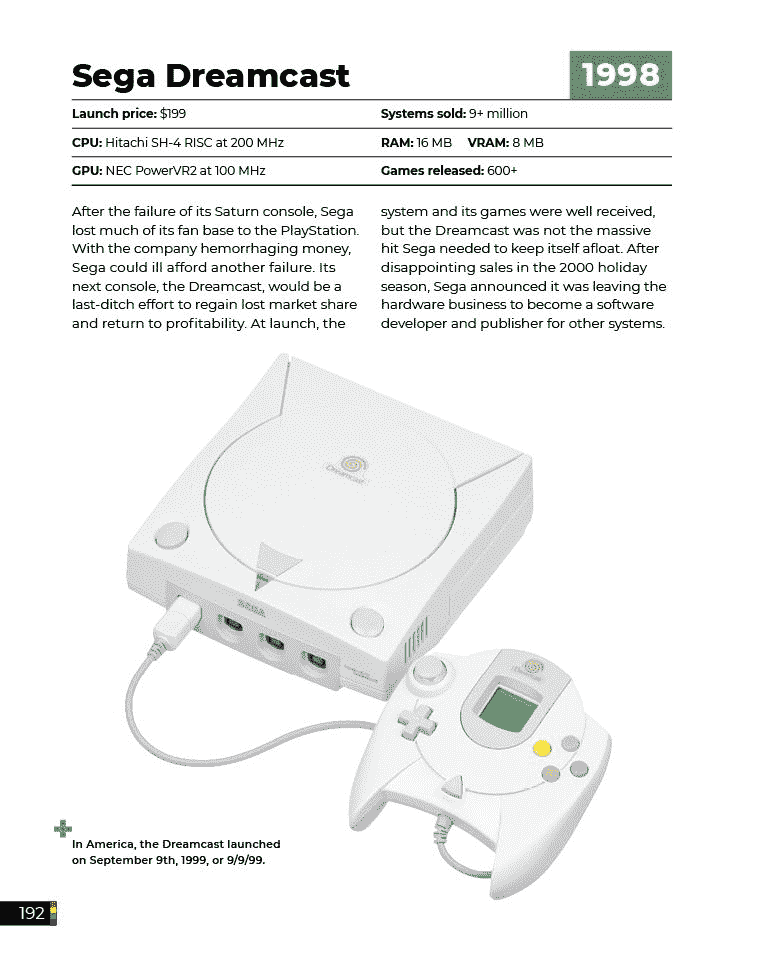 Sega Dreamcast
1998
Launch price: $199
Systems sold: 9+ million
CPU: Hitachi SH-4 RISC at 200 MHz
RAM: 16 MB VRAM: 8 MB
GPU: NEC PowerVR2 at 100 MHz
Games released: 600+
After the failure of its Saturn console, Sega
lost much of its fan base to the PlayStation.
With the company hemorrhaging money,
Sega could ill afford another failure. Its
next console, the Dreamcast, would be a
last-ditch effort to regain lost market share
and return to profitability. At launch, the
system and its games were well received,
but the Dreamcast was not the massive
hit Sega needed to keep itself afloat. After
disappointing sales in the 2000 holiday
season, Sega announced it was leaving the
hardware business to become a software
developer and publisher for other systems.
Dreamcast
SEGA
Dreamcast
In America, the Dreamcast launched
on September 9th, 1999, or 9/9/99.
192